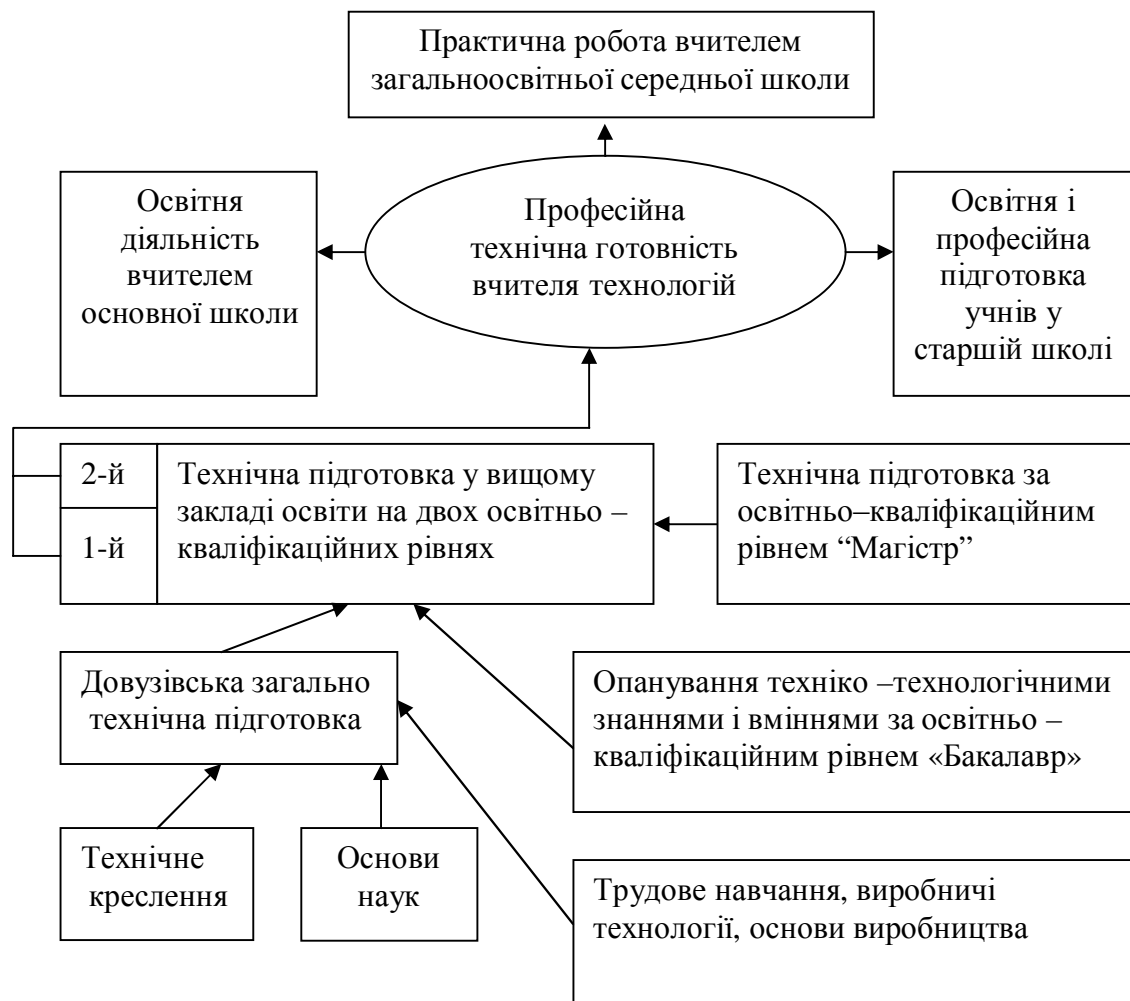 Практична робота вчителем
загальноосвітньої середньої школи
Освітня
діяльність
вчителем
основної школи
Професійна
технічна готовність
вчителя технологій
Освітня і
професійна
підготовка
учнів у
старшій школі
2-й
1-й
Технічна підготовка у вищому
закладі освіти на двох освітньо –
кваліфікаційних рівнях
Технічна підготовка за
освітньо–кваліфікаційним
рівнем “Магістр”
Довузівська загально
технічна підготовка
Опанування техніко –технологічними
знаннями і вміннями за освітньо –
кваліфікаційним рівнем «Бакалавр»
Технічне
креслення
Основи
наук
Трудове навчання, виробничі
технології, основи виробництва